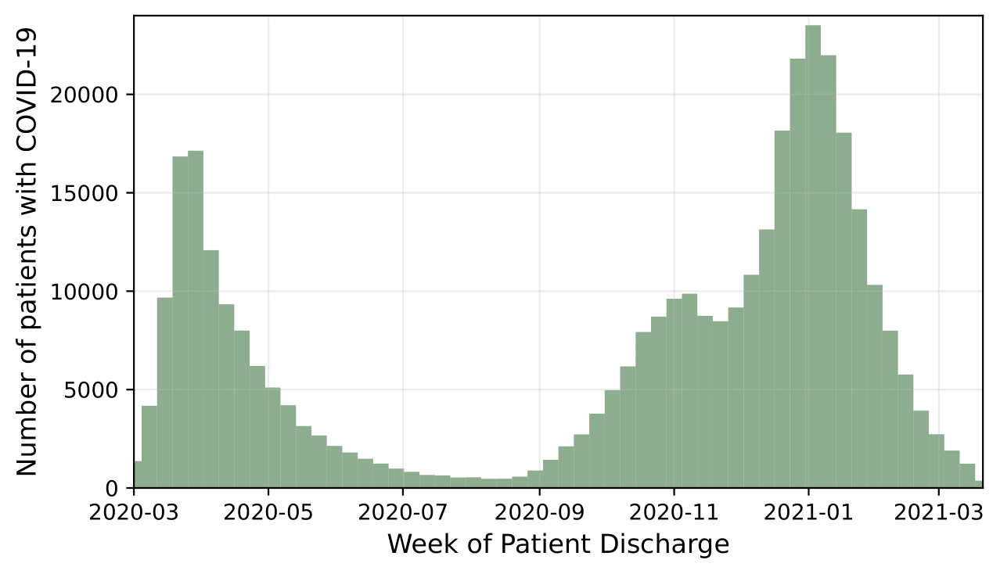 Number of patients with COVID-19
20000
15000
10000
5000
0
2020-03 2020-05 2020-07 2020-09 2020-11 2021-01 2021-03
Week of Patient Discharge